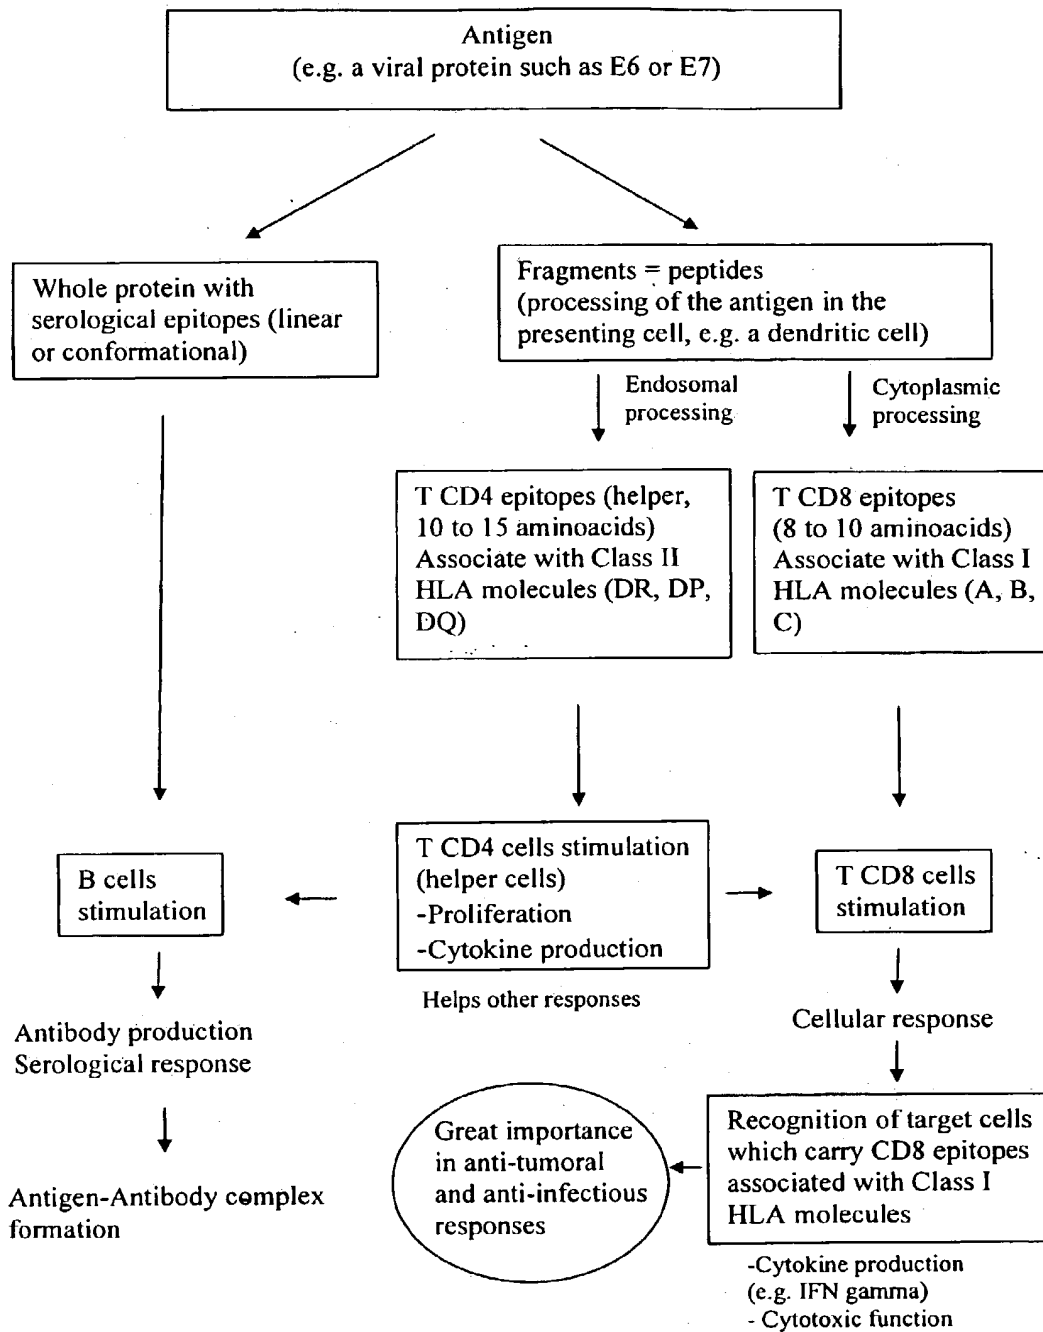 Antigen
(e.g. a viral protein such as E6 or E7)
Whole protein with
serological epitopes (linear
or conformational)
Fragments = peptides
(processing of the antigen in the
presenting cell, e.g. a dendritic cell)
Endosomal
processing
Cytoplasmic
processing
T CD4 epitopes (helper,
10 to 15 aminoacids)
Associate with Class II
HLA molecules (DR, DP,
DQ)
T CD8 epitopes
(8 to 10 aminoacids)
Associate with Class I
HLA molecules (A, B,
C)
B cells
stimulation
T CD4 cells stimulation
(helper cells)
-Proliferation
-Cytokine production
T CD8 cells
stimulation
Helps other responses
Antibody production
Serological response
Cellular response
Antigen-Antibody complex
formation
Great importance
in anti-tumoral
and anti-infectious
responses
Recognition of target cells
which carry CD8 epitopes
associated with Class I
HLA molecules
-Cytokine production
(e.g. IFN gamma)
- Cytotoxic function